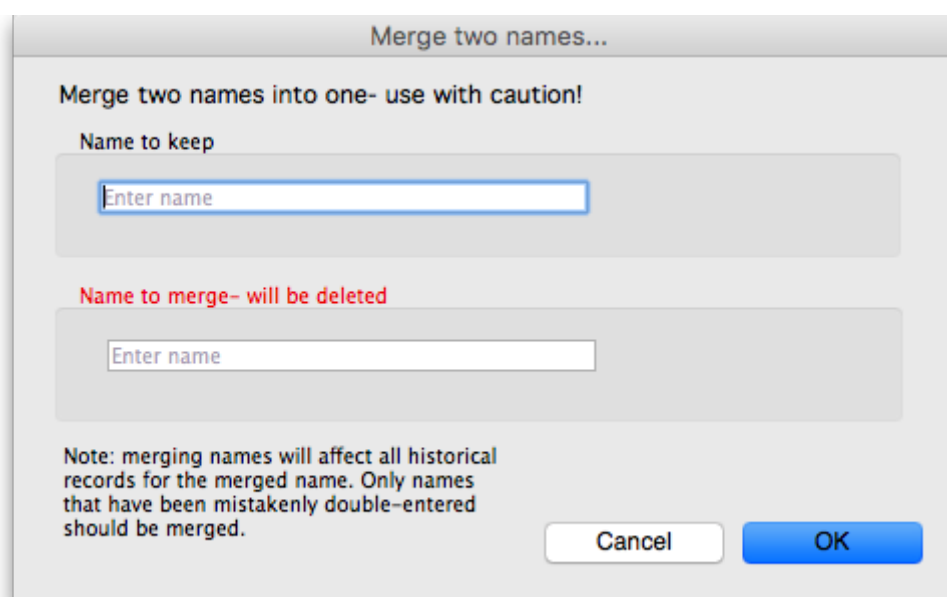 Merge two names...
Merge two names into one- use with caution!
Name to keep
Enter name
Name to merge- will be deleted
Enter name
Note: merging names will affect all historical
records for the merged name. Only names
that have been mistakenly double-entered
should be merged.
Cancel OK